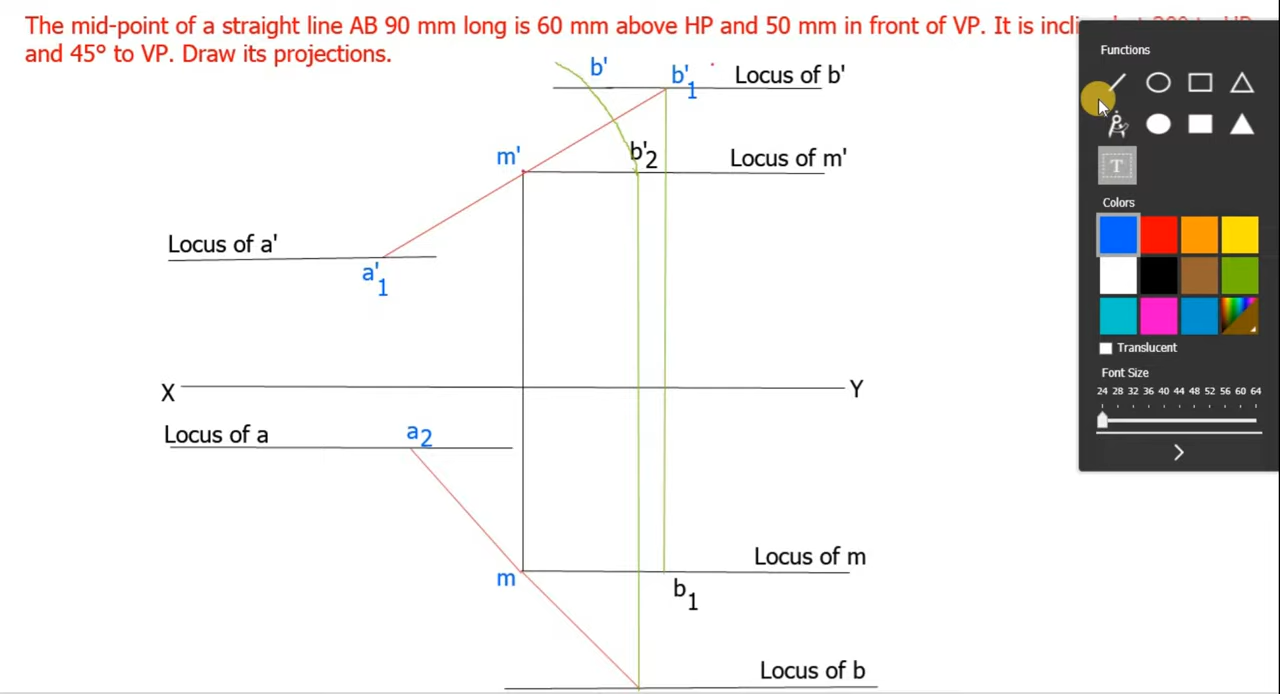 The mid-point of a straight line AB 90 mm long is 60 mm above HP and 50 mm in front of VP. It is
and 45° to VP. Draw its projections.
Functions
b'
b'1
Locus of b'
m'
b'2
Locus of m'
T
Locus of a'
a'1
Colors
Translucent
Font Size
24 28 32 36 40 44 48 52 56 60 64
X
Y
Locus of a
a2
Locus of m
m
b1
Locus of b